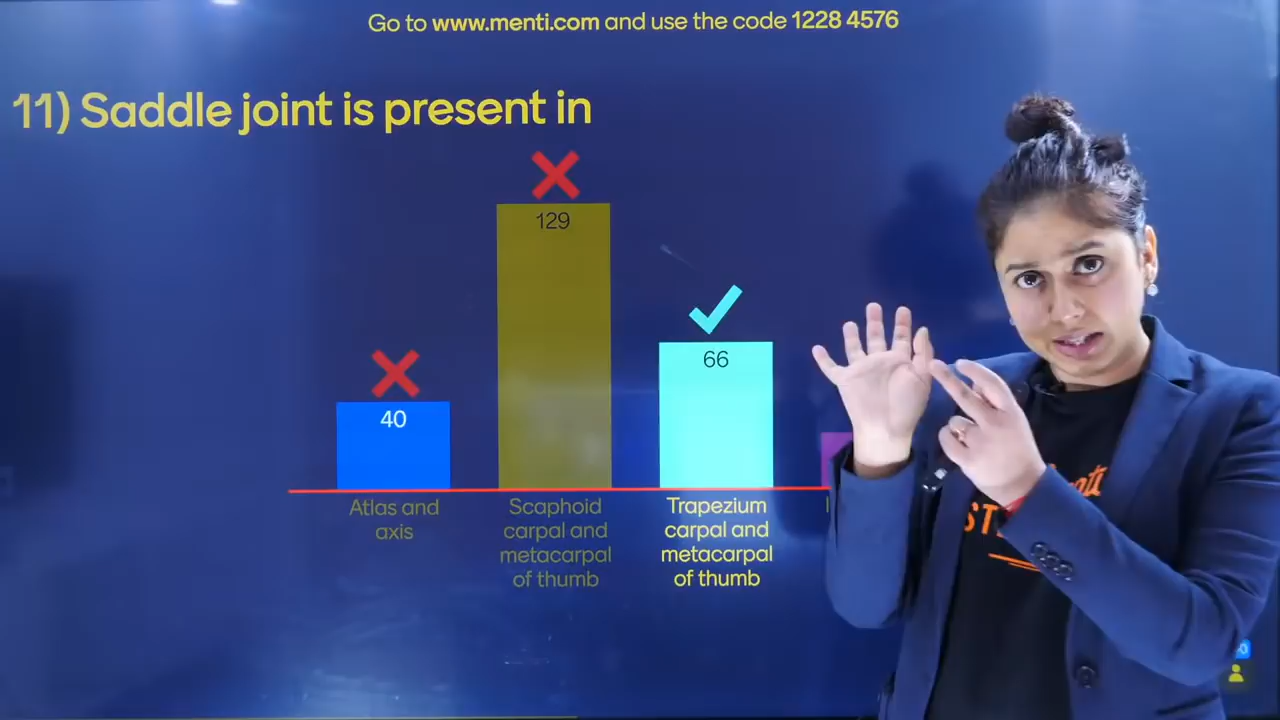 Go to www.menti.com and use the code 1228 4576
11) Saddle joint is present in
129
66
40
Atlas and
axis
Scaphoid
carpal and
metacarpal
of thumb
Trapezium
carpal and
metacarpal
of thumb